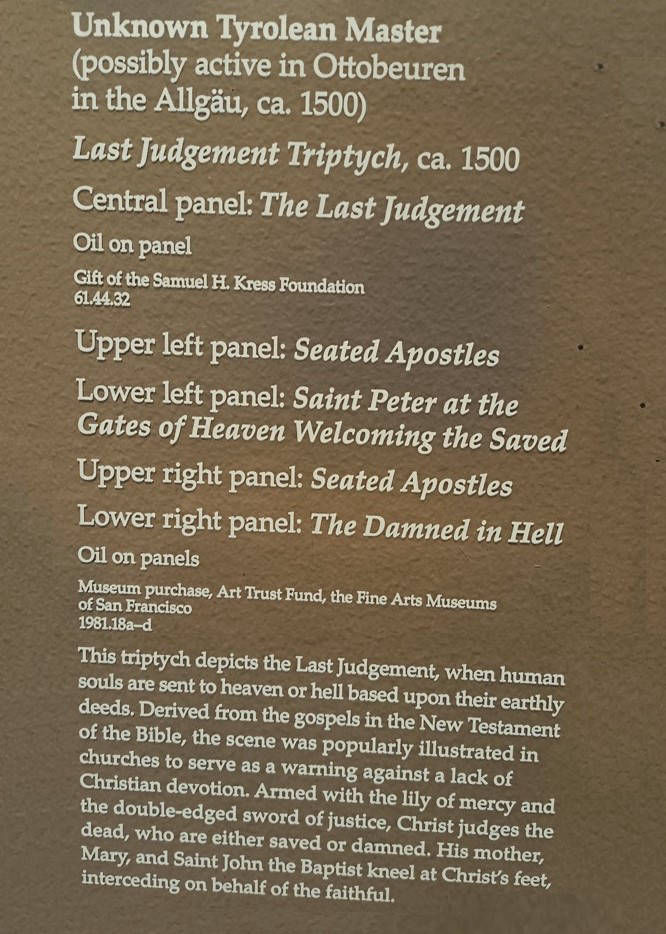 Unknown Tyrolean Master
(possibly active in Ottobeuren
in the Allgäu, ca. 1500)
Last Judgement Triptych, ca. 1500
Central panel: The Last Judgement
Oil on panel
Gift of the Samuel H. Kress Foundation
61.44.32
Upper left panel: Seated Apostles
Lower left panel: Saint Peter at the
Gates of Heaven Welcoming the Saved
Upper right panel: Seated Apostles
Lower right panel: The Damned in Hell
Oil on panels
Museum purchase, Art Trust Fund, the Fine Arts Museums
of San Francisco
1981.18a–d
This triptych depicts the Last Judgement, when human
souls are sent to heaven or hell based upon their earthly
deeds. Derived from the gospels in the New Testament
of the Bible, the scene was popularly illustrated in
churches to serve as a warning against a lack of
Christian devotion. Armed with the lily of mercy and
the double-edged sword of justice, Christ judges the
dead, who are either saved or damned. His mother,
Mary, and Saint John the Baptist kneel at Christ's feet,
interceding on behalf of the faithful.